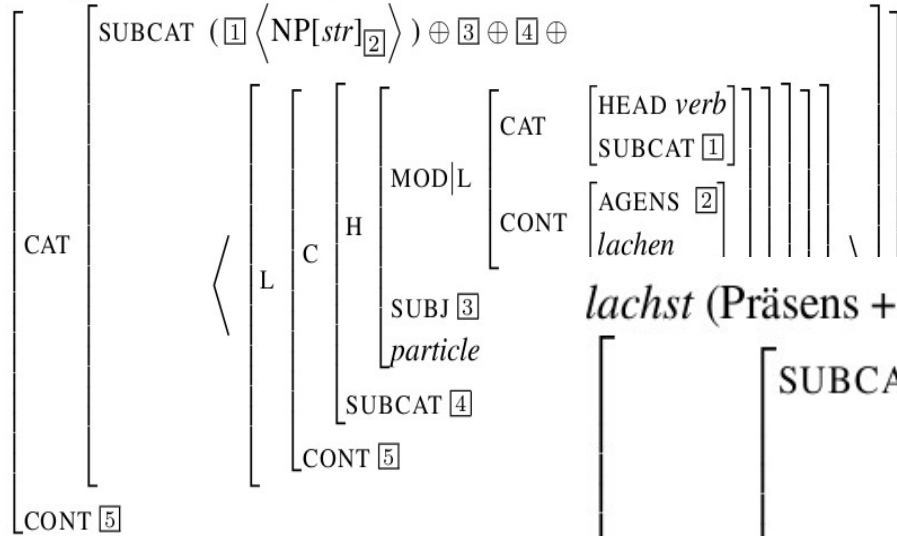 SUBCAT ( 1 ⟨ NP[str] 2 ⟩ ) ⊕ 3 ⊕ 4 ⊕
HEAD verb
CAT
SUBCAT 1
MOD|L
AGENS 2
CONT
H
lachen
CAT
C
L
SUBJ 3
lachst (Präsens +
particle
SUBCA
SUBCAT 4
CONT 5
CONT 5